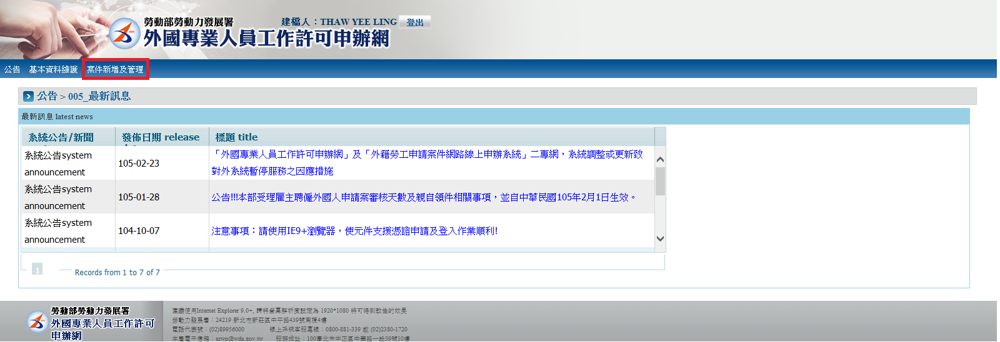 勞動部勞動力發展署
建檔人：THAW YEE LING 登出
外國專業人員工作許可申辦網
公告 基本資料維護 案件新增及管理
公告 > 005_最新訊息
最新訊息 latest news
系統公告/新聞 發佈日期 release 標題 title
系統公告system
announcement
105-02-23
「外國專業人員工作許可申辦網」及「外籍勞工申請案件網路線上申辦系統」二專網，系統調整或更新致
對外系統暫停服務之因應措施
系統公告system
announcement
105-01-28
公告!!!本部受理雇主聘僱外國人申請案審核天數及親自領件相關事項，並自中華民國105年2月1日生效。
系統公告system
announcement
104-10-07
注意事項：請使用IE9+瀏覽器，使元件支援憑證申請及登入作業順利!
1
Records from 1 to 7 of 7
勞動部勞動力發展署
外國專業人員工作許可
申辦網
建議使用Internet Explorer 9.0+, 請將螢幕解析度設定為 1920*1080 將可得到較佳的效果
勞動力發展署：24219 新北市新莊區中平路439號南棟4樓
電話代表號：(02)89956000 線上系統客服專線：0800-881-339 或 (02)2380-1720
本署電子信箱：ezwp@wda.gov.tw 服務地址：100臺北市中正區中華路一段39號10樓